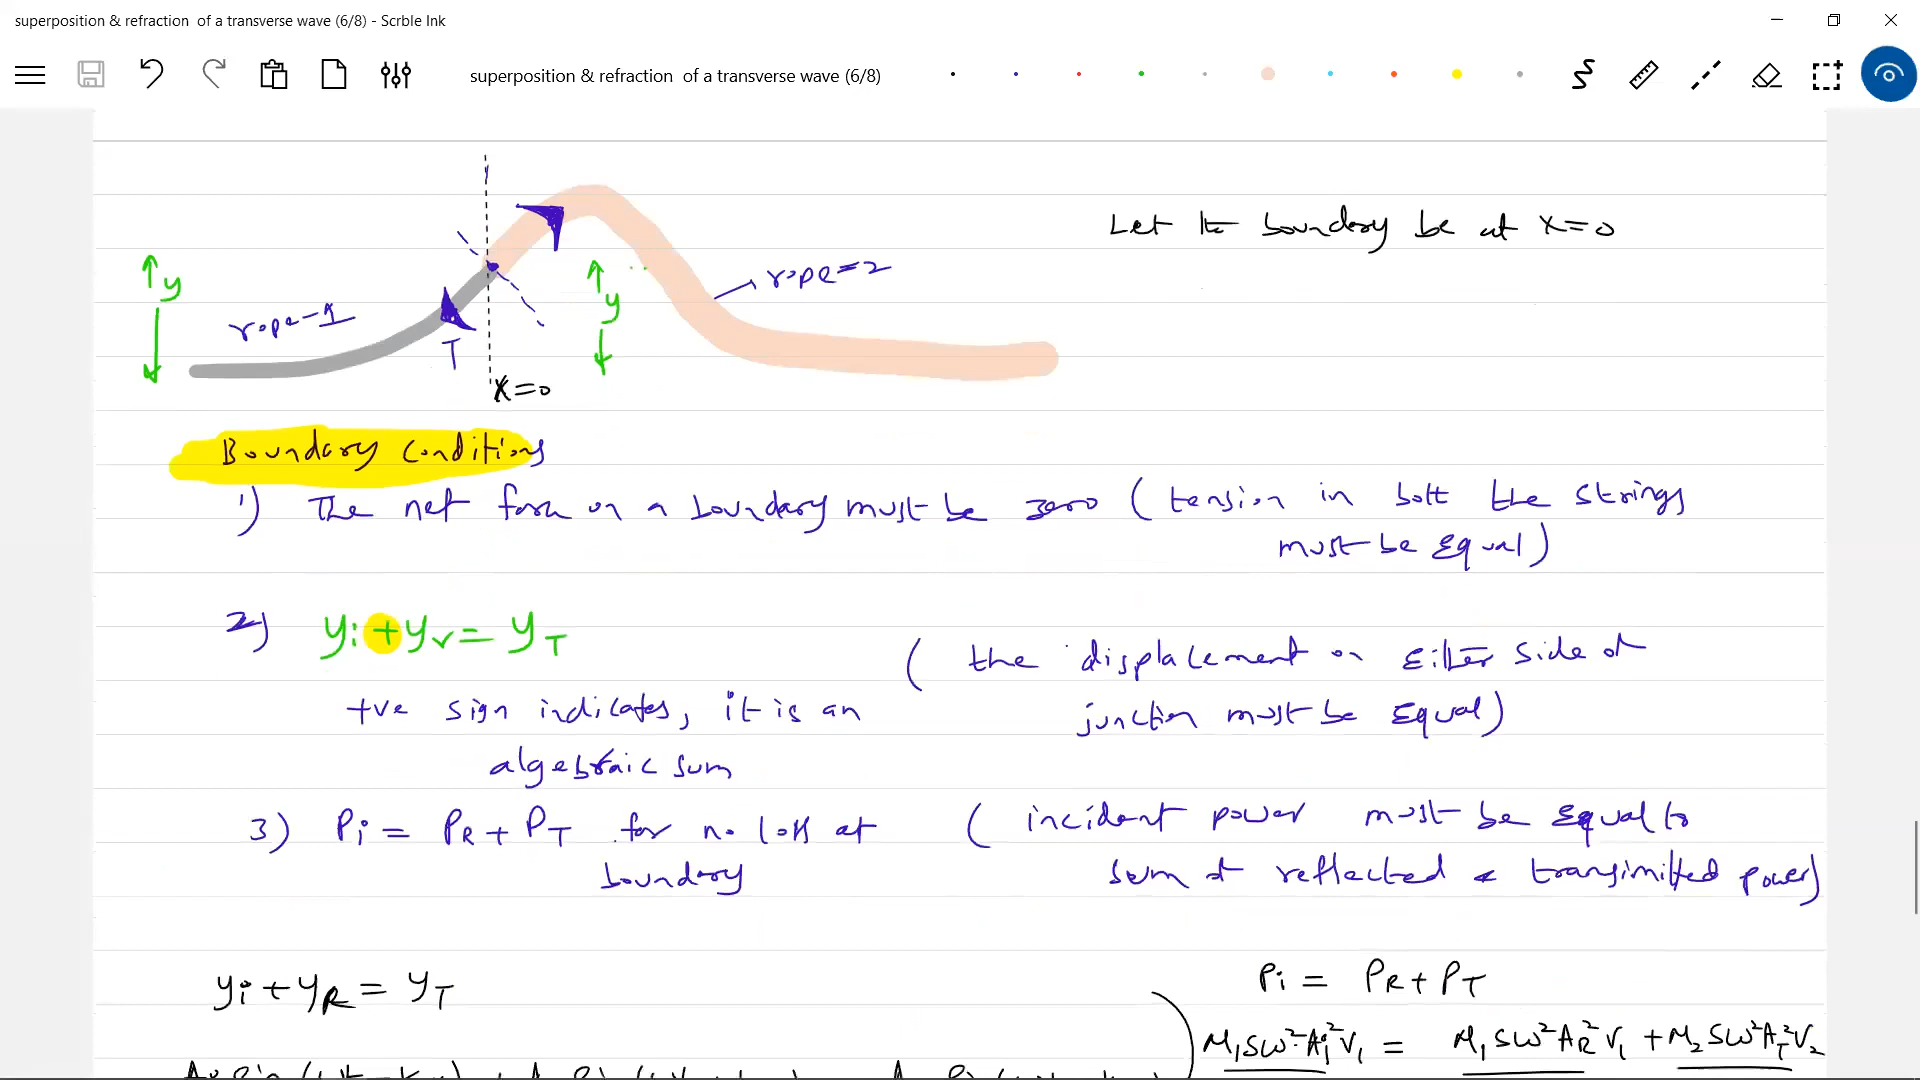 superposition & refraction of a transverse wave (6/8) - Scrble Ink
superposition & refraction of a transverse wave (6/8)
Let the boundary be at x=0
y
rope-1
T
x=0
y
rope=2
Boundary Conditions
1) The net force on a boundary must be zero (tension in both the strings
must be Equal)
2) yi + yr = yT
(the displacement on Either side of
junction must be Equal)
+ve sign indicates, it is an
algebraic sum
3) Pi = PR + PT for no loss at
boundary
(incident power must be Equal to
sum of reflected & transimitted power)
yi + yR = yT
Pi = PR + PT
M1Sω²Ai²V1 = M1Sω²AR²V1 + M2Sω²AT²V2